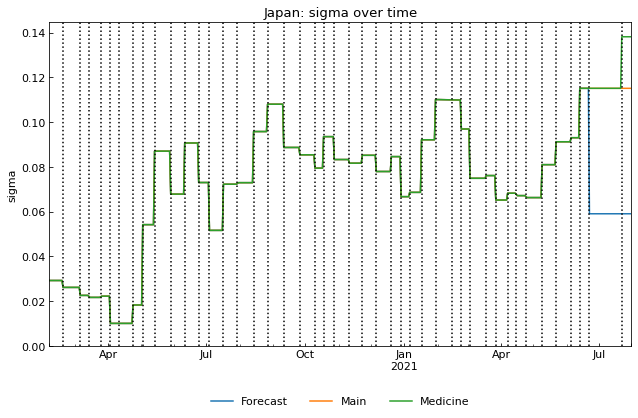 Japan: sigma over time
0.14
0.12
0.10
0.08
0.06
0.04
0.02
0.00
sigma
Apr Jul Oct Jan Apr Jul
2021
Forecast Main Medicine